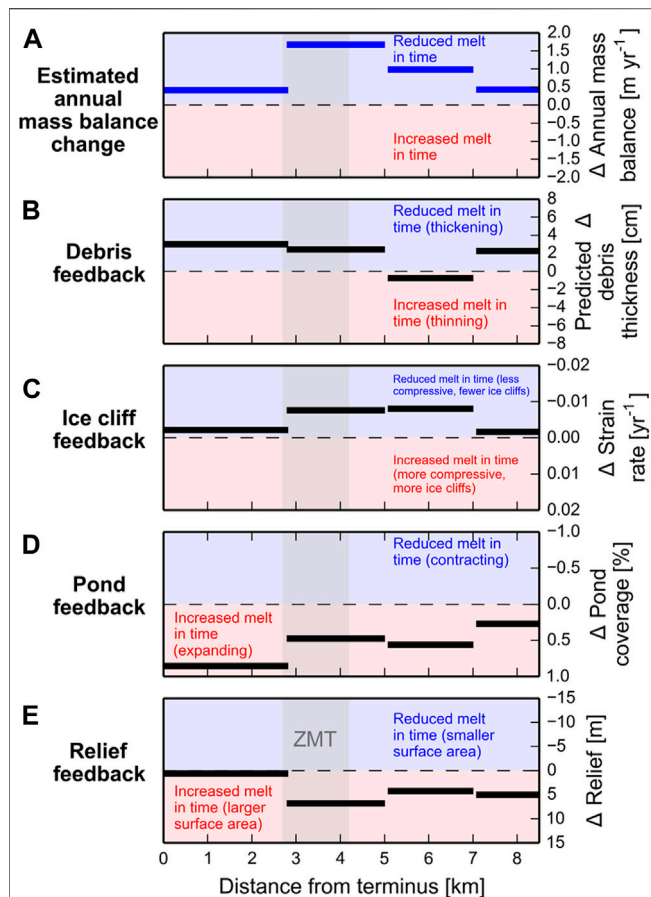 A
Estimated
annual
mass balance
change
Reduced melt
in time
Increased melt
in time
2.0
1.5
1.0
0.5
0.0
−0.5
−1.0
−1.5
−2.0
Δ Annual mass
balance [m yr⁻¹]
B
Debris
feedback
Reduced melt in
time (thickening)
Increased melt in
time (thinning)
8
6
4
2
0
−2
−4
−6
−8
Predicted Δ
debris
thickness [cm]
C
Ice cliff
feedback
Reduced melt in time (less
compressive, fewer ice cliffs)
Increased melt in time
(more compressive,
more ice cliffs)
−0.02
−0.01
0.00
0.01
0.02
Δ Strain
rate [yr⁻¹]
D
Pond
feedback
Reduced melt in
time (contracting)
Increased melt
in time
(expanding)
−1.0
−0.5
0.0
0.5
1.0
Δ Pond
coverage [%]
E
Relief
feedback
ZMT
Reduced melt
in time (smaller
surface area)
Increased melt
in time (larger
surface area)
−15
−10
−5
0
5
10
15
Δ Relief [m]
0 1 2 3 4 5 6 7 8
Distance from terminus [km]